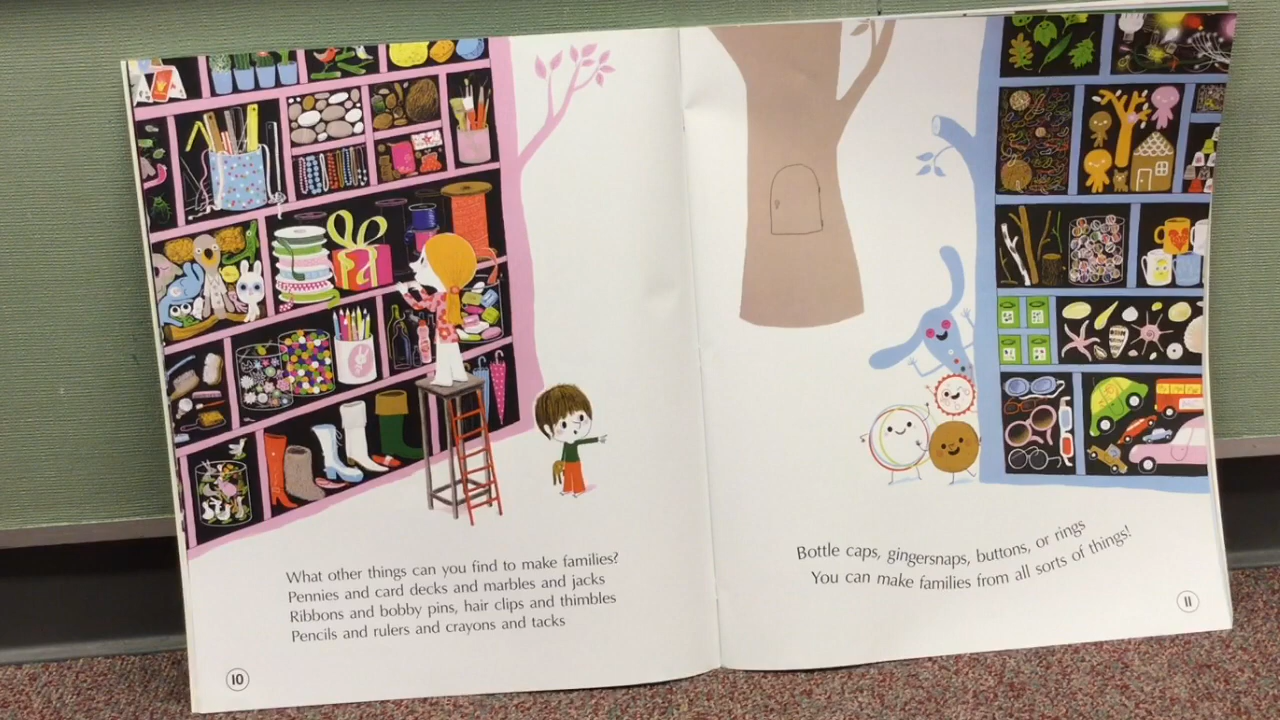 What other things can you find to make families?
Pennies and card decks and marbles and jacks
Ribbons and bobby pins, hair clips and thimbles
Pencils and rulers and crayons and tacks
10
Bottle caps, gingersnaps, buttons, or rings
You can make families from all sorts of things!
11